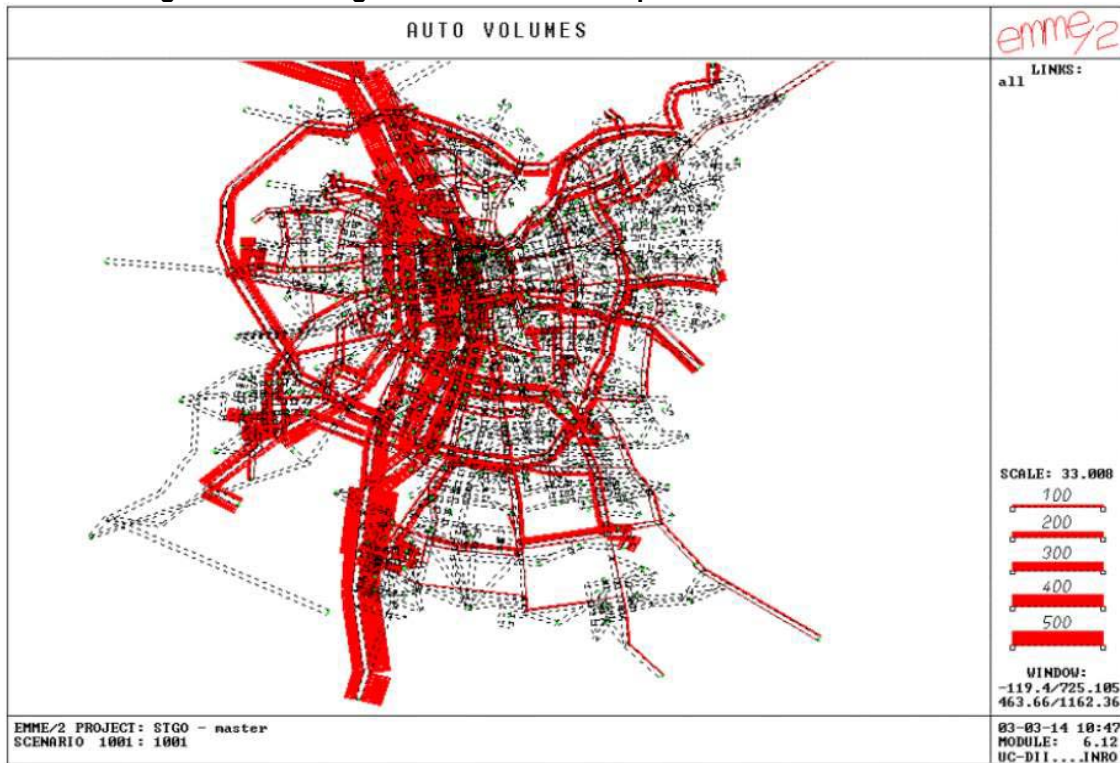 AUTO VOLUMES
emme/2
LINKS:
all
SCALE: 33.008
100
200
300
400
500
WINDOW:
-119.4/725.105
463.66/1162.36
EMME/2 PROJECT: STGO - master
SCENARIO 1001: 1001
03-03-14 10:47
MODULE: 6.12
UC-DII....INRO